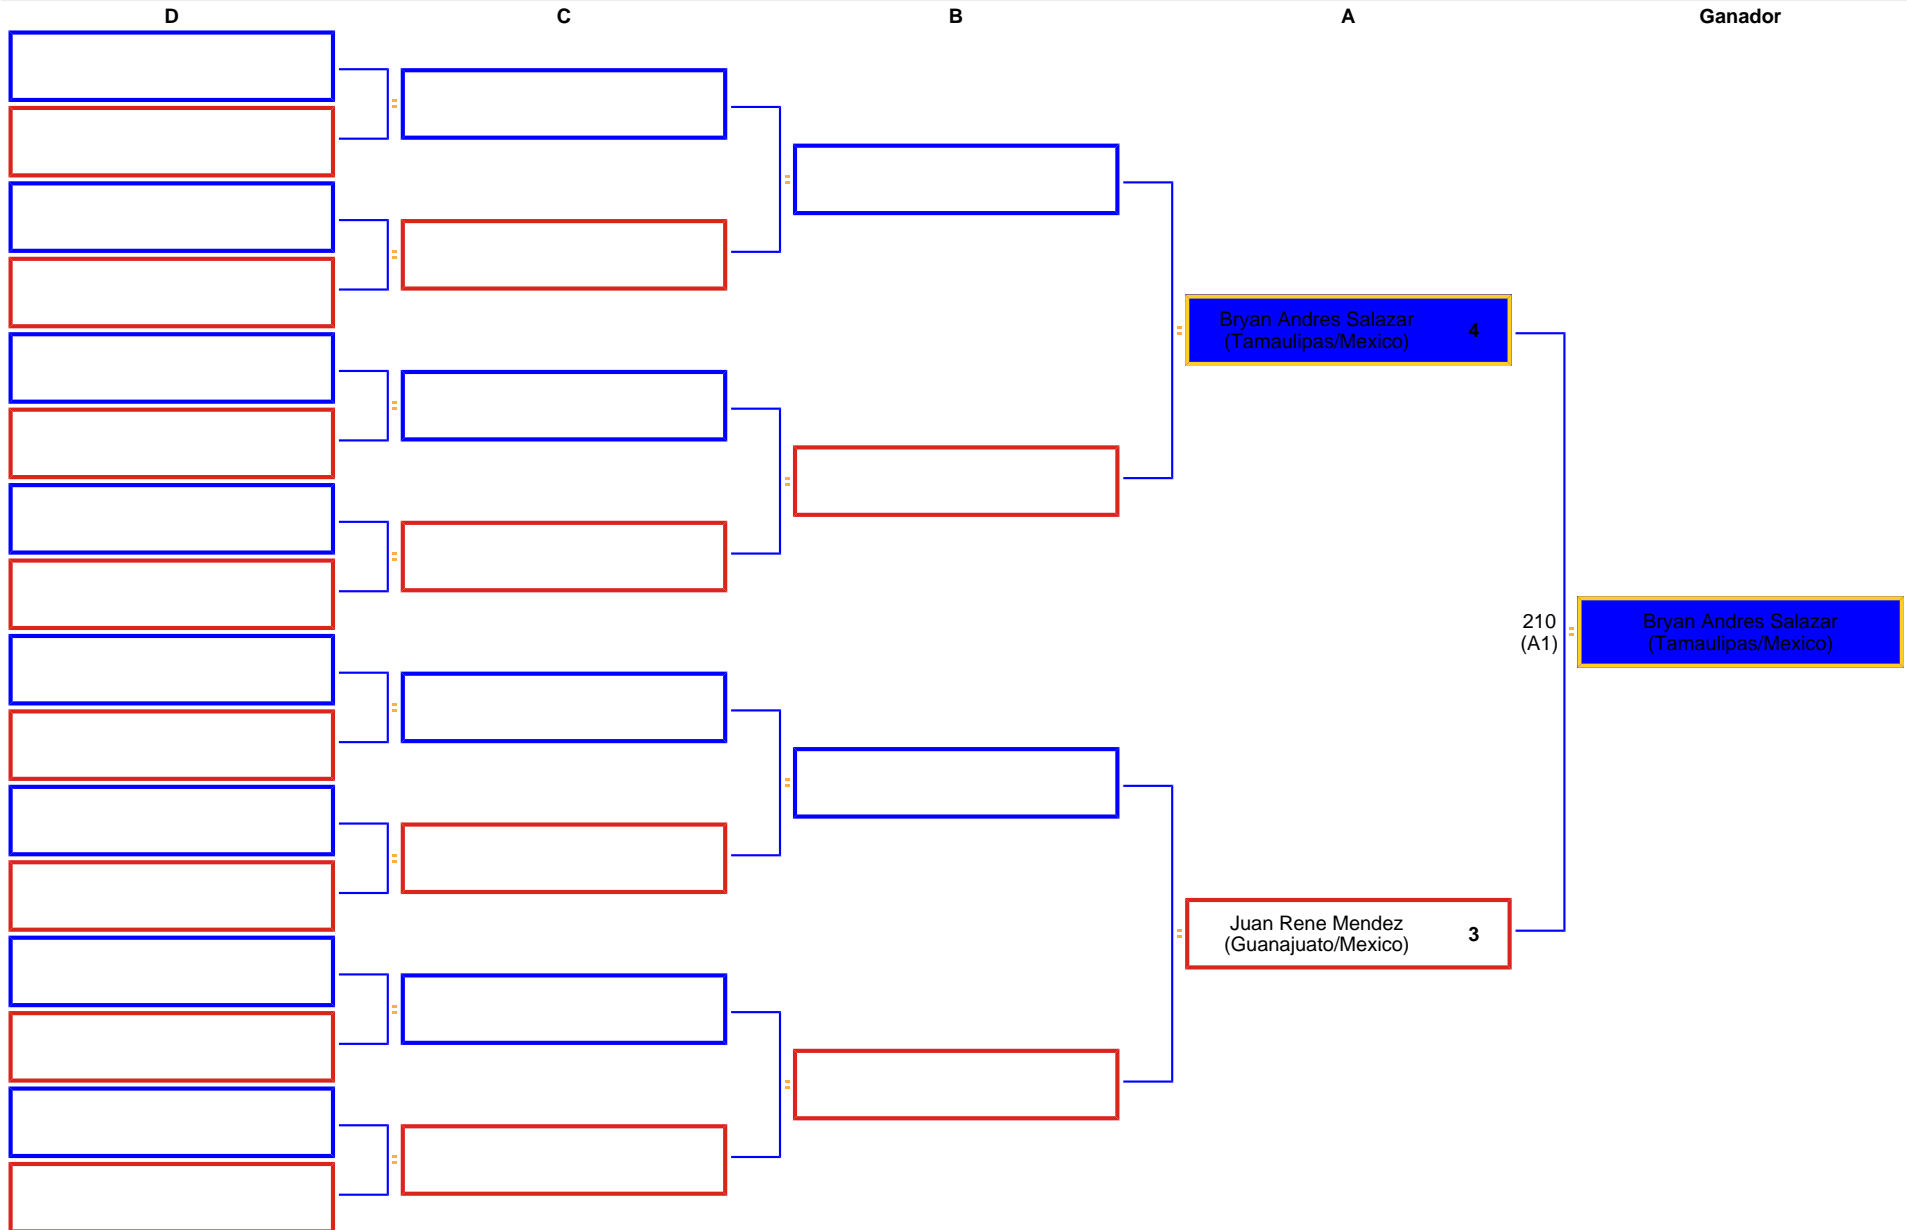 D
C
B
A
Ganador
Bryan Andres Salazar
(Tamaulipas/Mexico)
4
210
(A1)
Bryan Andres Salazar
(Tamaulipas/Mexico)
Juan Rene Mendez
(Guanajuato/Mexico)
3